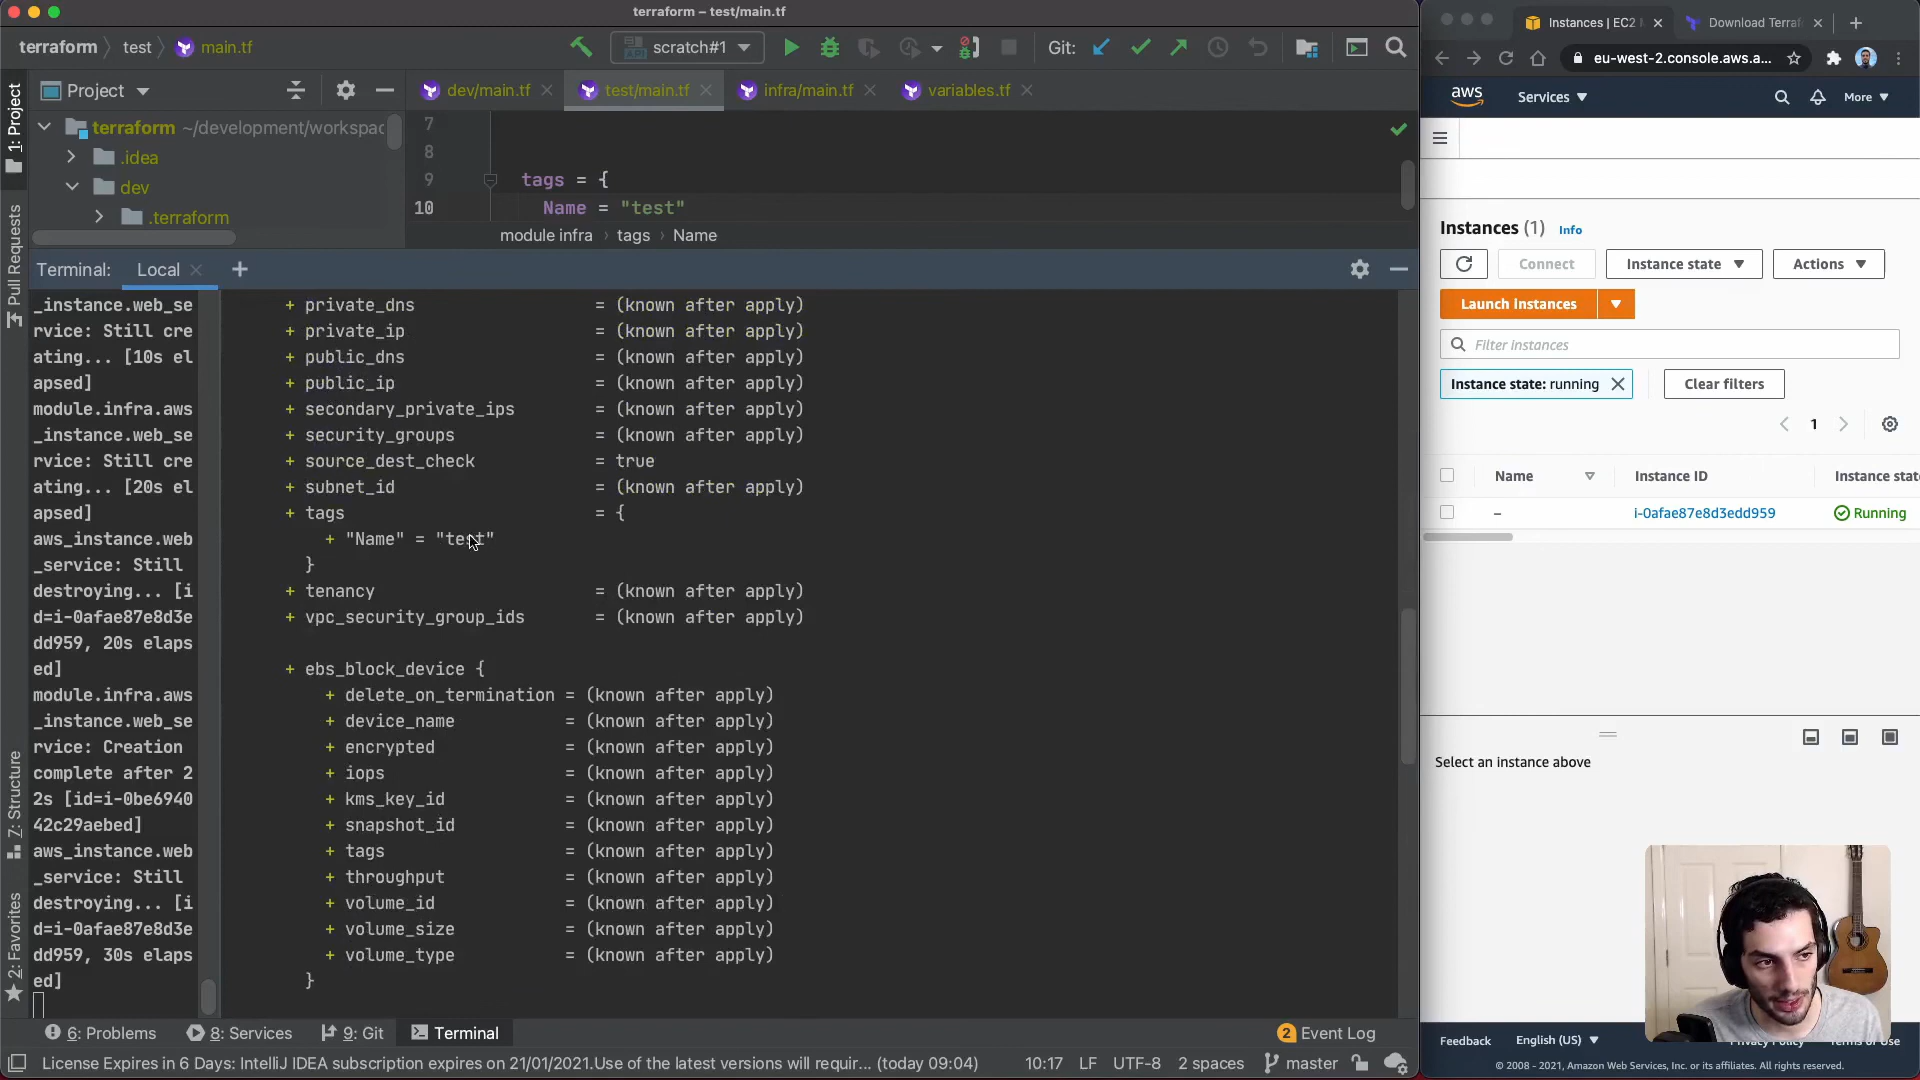 terraform – test/main.tf
terraform
test
main.tf
scratch#1
Git:
Project
dev/main.tf
test/main.tf
infra/main.tf
variables.tf
terraform ~/development/workspac
.idea
dev
.terraform
7
8
9 tags = {
10 Name = "test"
module infra
tags
Name
1: Project
Pull Requests
7: Structure
2: Favorites
Terminal:
Local
_instance.web_se
rvice: Still cre
ating... [10s el
apsed]
module.infra.aws
_instance.web_se
rvice: Still cre
ating... [20s el
apsed]
aws_instance.web
_service: Still
destroying... [i
d=i-0afae87e8d3e
dd959, 20s elaps
ed]
module.infra.aws
_instance.web_se
rvice: Creation
complete after 2
2s [id=i-0be6940
42c29aebed]
aws_instance.web
_service: Still
destroying... [i
d=i-0afae87e8d3e
dd959, 30s elaps
ed]
+ private_dns = (known after apply)
+ private_ip = (known after apply)
+ public_dns = (known after apply)
+ public_ip = (known after apply)
+ secondary_private_ips = (known after apply)
+ security_groups = (known after apply)
+ source_dest_check = true
+ subnet_id = (known after apply)
+ tags = {
+ "Name" = "test"
}
+ tenancy = (known after apply)
+ vpc_security_group_ids = (known after apply)
+ ebs_block_device {
+ delete_on_termination = (known after apply)
+ device_name = (known after apply)
+ encrypted = (known after apply)
+ iops = (known after apply)
+ kms_key_id = (known after apply)
+ snapshot_id = (known after apply)
+ tags = (known after apply)
+ throughput = (known after apply)
+ volume_id = (known after apply)
+ volume_size = (known after apply)
+ volume_type = (known after apply)
}
6: Problems
8: Services
9: Git
Terminal
2 Event Log
License Expires in 6 Days: IntelliJ IDEA subscription expires on 21/01/2021.Use of the latest versions will requir... (today 09:04)
10:17
LF
UTF-8
2 spaces
master
Instances | EC2
Download Terraf
eu-west-2.console.aws.a...
aws
Services
More
Instances (1)
Info
Connect
Instance state
Actions
Launch Instances
Filter instances
Instance state: running
Clear filters
1
Name
Instance ID
Instance stat
–
i-0afae87e8d3edd959
Running
Select an instance above
Feedback
English (US)
Privacy Policy
Terms of Use
© 2008 - 2021, Amazon Web Services, Inc. or its affiliates. All rights reserved.